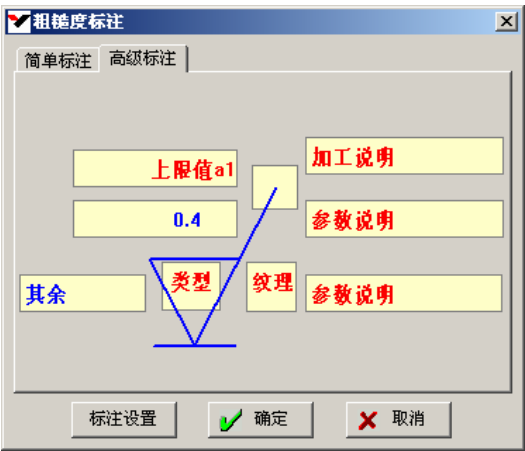 粗糙度标注
简单标注 高级标注
加工说明
上限值a1
0.4 参数说明
其余 类型 纹理 参数说明
标注设置 确定 取消